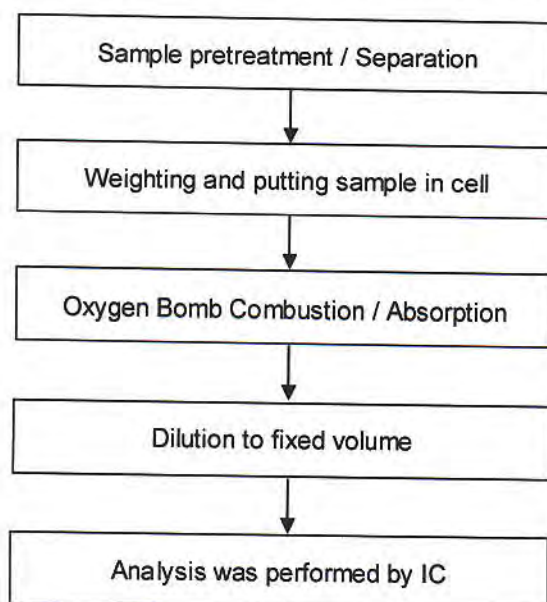 Sample pretreatment / Separation
Weighting and putting sample in cell
Oxygen Bomb Combustion / Absorption
Dilution to fixed volume
Analysis was performed by IC